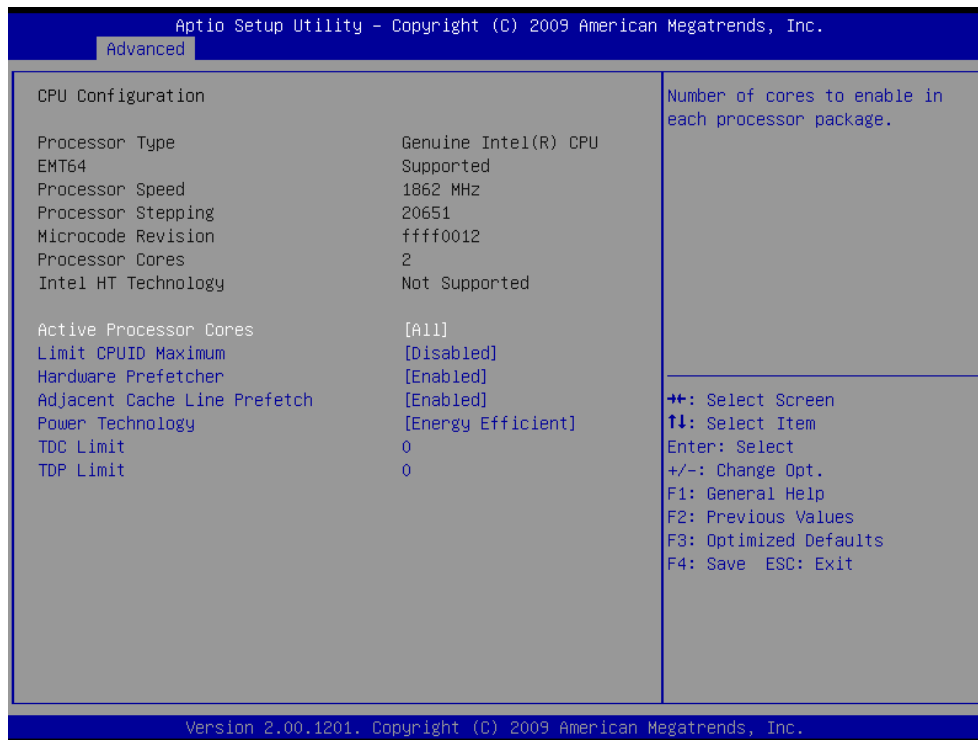 Aptio Setup Utility – Copyright (C) 2009 American Megatrends, Inc.
Advanced
CPU Configuration
Processor Type Genuine Intel(R) CPU
EMT64 Supported
Processor Speed 1862 MHz
Processor Stepping 20651
Microcode Revision ffff0012
Processor Cores 2
Intel HT Technology Not Supported
Active Processor Cores [All]
Limit CPUID Maximum [Disabled]
Hardware Prefetcher [Enabled]
Adjacent Cache Line Prefetch [Enabled]
Power Technology [Energy Efficient]
TDC Limit 0
TDP Limit 0
Number of cores to enable in
each processor package.
→←: Select Screen
↑↓: Select Item
Enter: Select
+/-: Change Opt.
F1: General Help
F2: Previous Values
F3: Optimized Defaults
F4: Save ESC: Exit
Version 2.00.1201. Copyright (C) 2009 American Megatrends, Inc.